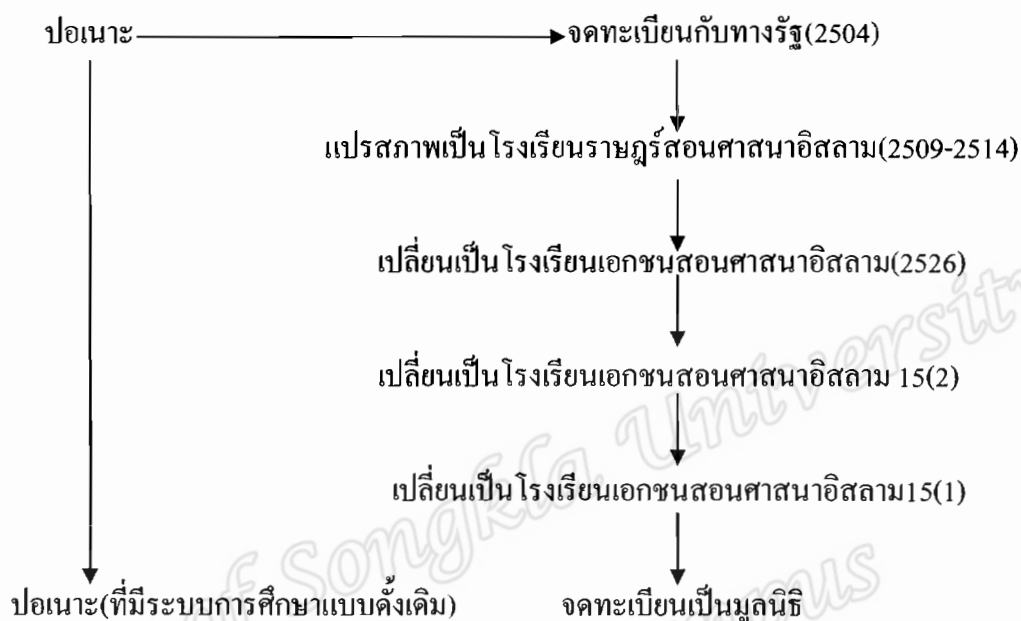 ปอเนาะ จดทะเบียนกับทางรัฐ(2504)
แปรสภาพเป็นโรงเรียนราษฎร์สอนศาสนาอิสลาม(2509-2514)
เปลี่ยนเป็นโรงเรียนเอกชนสอนศาสนาอิสลาม(2526)
เปลี่ยนเป็นโรงเรียนเอกชนสอนศาสนาอิสลาม 15(2)
เปลี่ยนเป็นโรงเรียนเอกชนสอนศาสนาอิสลาม15(1)
ปอเนาะ(ที่มีระบบการศึกษาแบบดั้งเดิม) จดทะเบียนเป็นมูลนิธิ
of Songkla Universit